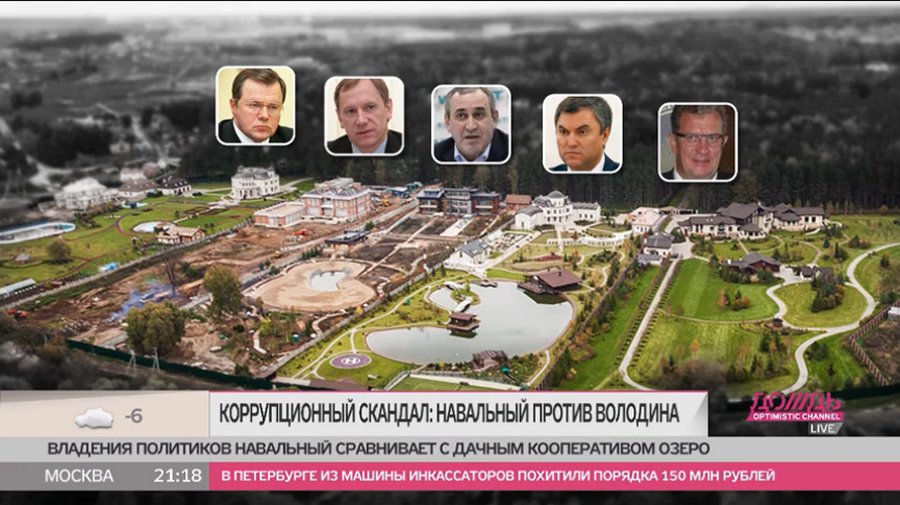 -6
КОРРУПЦИОННЫЙ СКАНДАЛ: НАВАЛЬНЫЙ ПРОТИВ ВОЛОДИНА
ДОЖДЬ
OPTIMISTIC CHANNEL
LIVE
ВЛАДЕНИЯ ПОЛИТИКОВ НАВАЛЬНЫЙ СРАВНИВАЕТ С ДАЧНЫМ КООПЕРАТИВОМ ОЗЕРО
МОСКВА 21:18 В ПЕТЕРБУРГЕ ИЗ МАШИНЫ ИНКАССАТОРОВ ПОХИТИЛИ ПОРЯДКА 150 МЛН РУБЛЕЙ